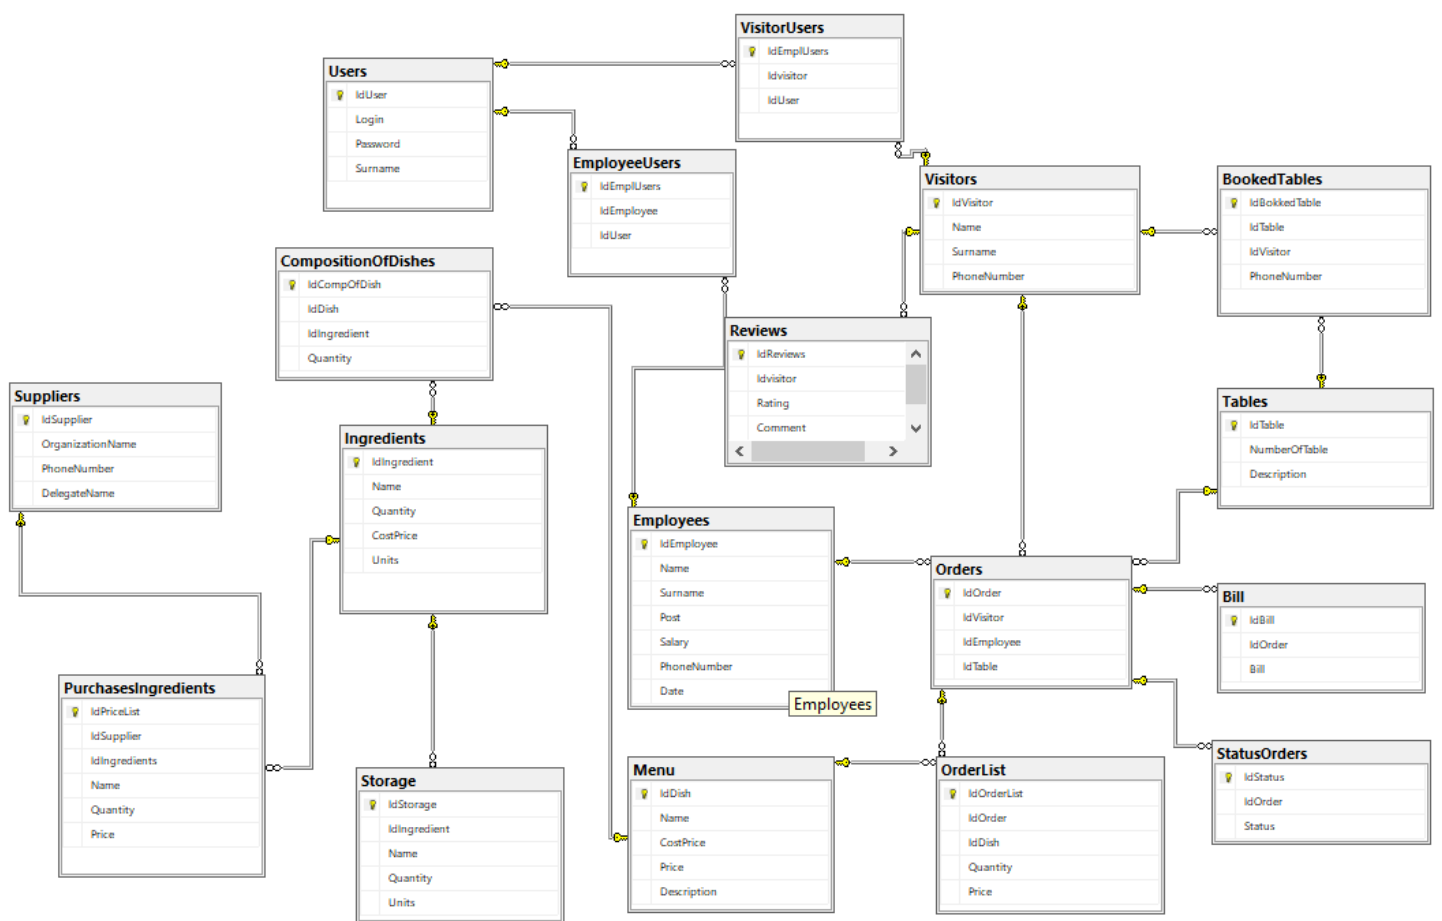 VisitorUsers
IdEmplUsers
Idvisitor
IdUser
Users
IdUser
Login
Password
Surname
EmployeeUsers
IdEmplUsers
IdEmployee
IdUser
Visitors
IdVisitor
Name
Surname
PhoneNumber
BookedTables
IdBokkedTable
IdTable
IdVisitor
PhoneNumber
CompositionOfDishes
IdCompOfDish
IdDish
IdIngredient
Quantity
Reviews
IdReviews
Idvisitor
Rating
Comment
Suppliers
IdSupplier
OrganizationName
PhoneNumber
DelegateName
Tables
IdTable
NumberOfTable
Description
Ingredients
IdIngredient
Name
Quantity
CostPrice
Units
Employees
IdEmployee
Name
Surname
Post
Salary
PhoneNumber
Date
Employees
Orders
IdOrder
IdVisitor
IdEmployee
IdTable
Bill
IdBill
IdOrder
Bill
PurchasesIngredients
IdPriceList
IdSupplier
IdIngredients
Name
Quantity
Price
Storage
IdStorage
IdIngredient
Name
Quantity
Units
Menu
IdDish
Name
CostPrice
Price
Description
OrderList
IdOrderList
IdOrder
IdDish
Quantity
Price
StatusOrders
IdStatus
IdOrder
Status